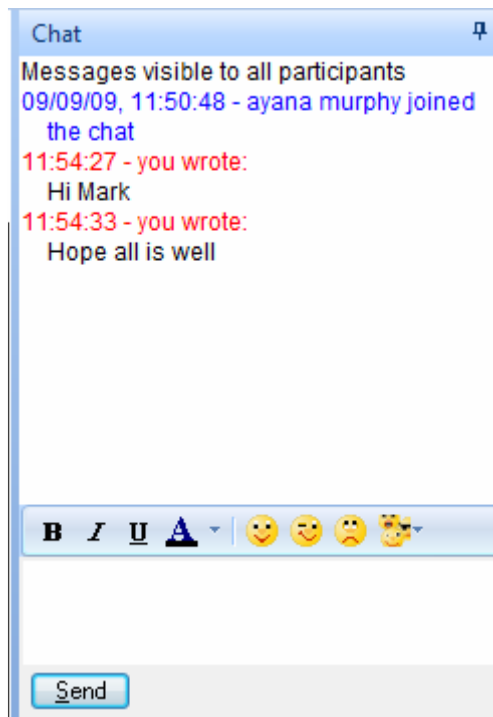 Chat
Messages visible to all participants
09/09/09, 11:50:48 - ayana murphy joined
the chat
11:54:27 - you wrote:
Hi Mark
11:54:33 - you wrote:
Hope all is well
B I U A
Send